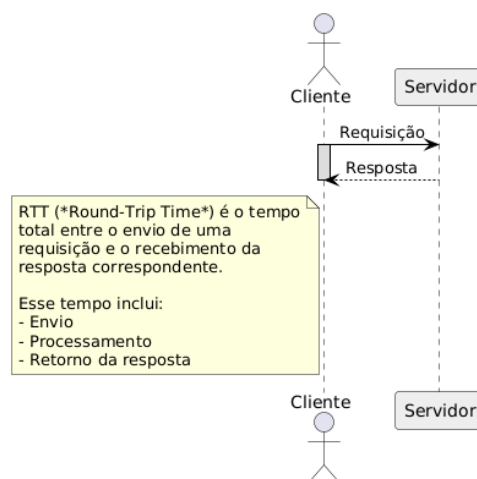 Cliente
Servidor
Requisição
Resposta
RTT (*Round-Trip Time*) é o tempo
total entre o envio de uma
requisição e o recebimento da
resposta correspondente.
Esse tempo inclui:
- Envio
- Processamento
- Retorno da resposta
Cliente
Servidor